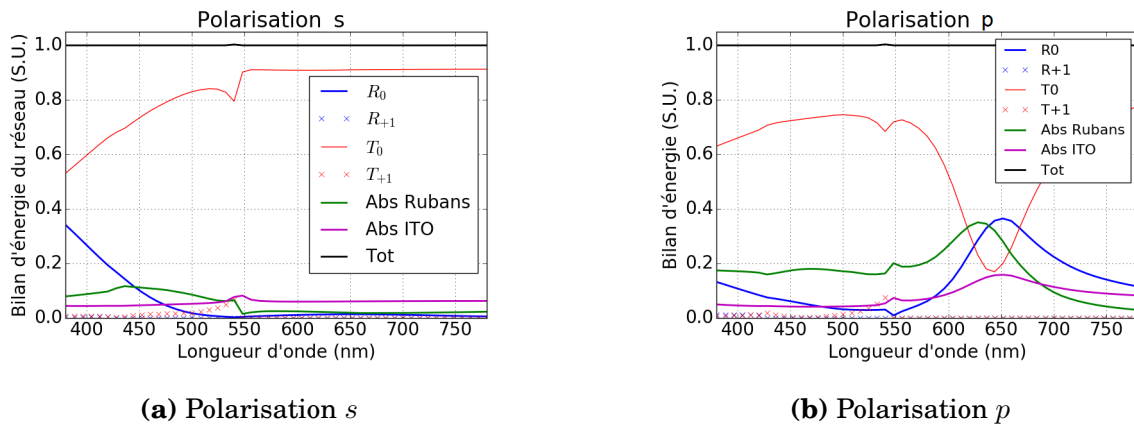 Polarisation s
Bilan d'énergie du réseau (S.U.)
1.0
0.8
0.6
0.4
0.2
0.0
400 450 500 550 600 650 700 750
Longueur d'onde (nm)
R0
R+1
T0
T+1
Abs Rubans
Abs ITO
Tot
(a) Polarisation s
Polarisation p
Bilan d'énergie (S.U.)
1.0
0.8
0.6
0.4
0.2
0.0
400 450 500 550 600 650 700 750
Longueur d'onde (nm)
R0
R+1
T0
T+1
Abs Rubans
Abs ITO
Tot
(b) Polarisation p